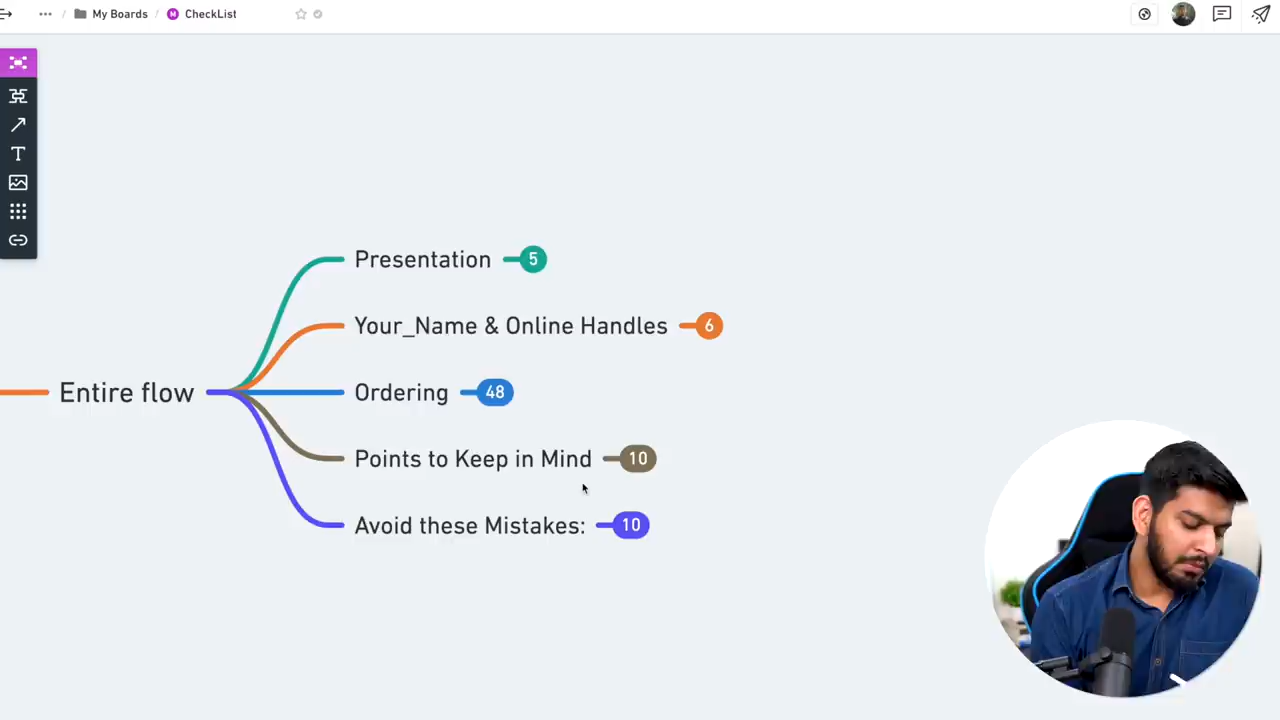 ... / My Boards / M CheckList
T
Presentation 5
Your_Name & Online Handles 6
Entire flow
Ordering 48
Points to Keep in Mind 10
Avoid these Mistakes: 10